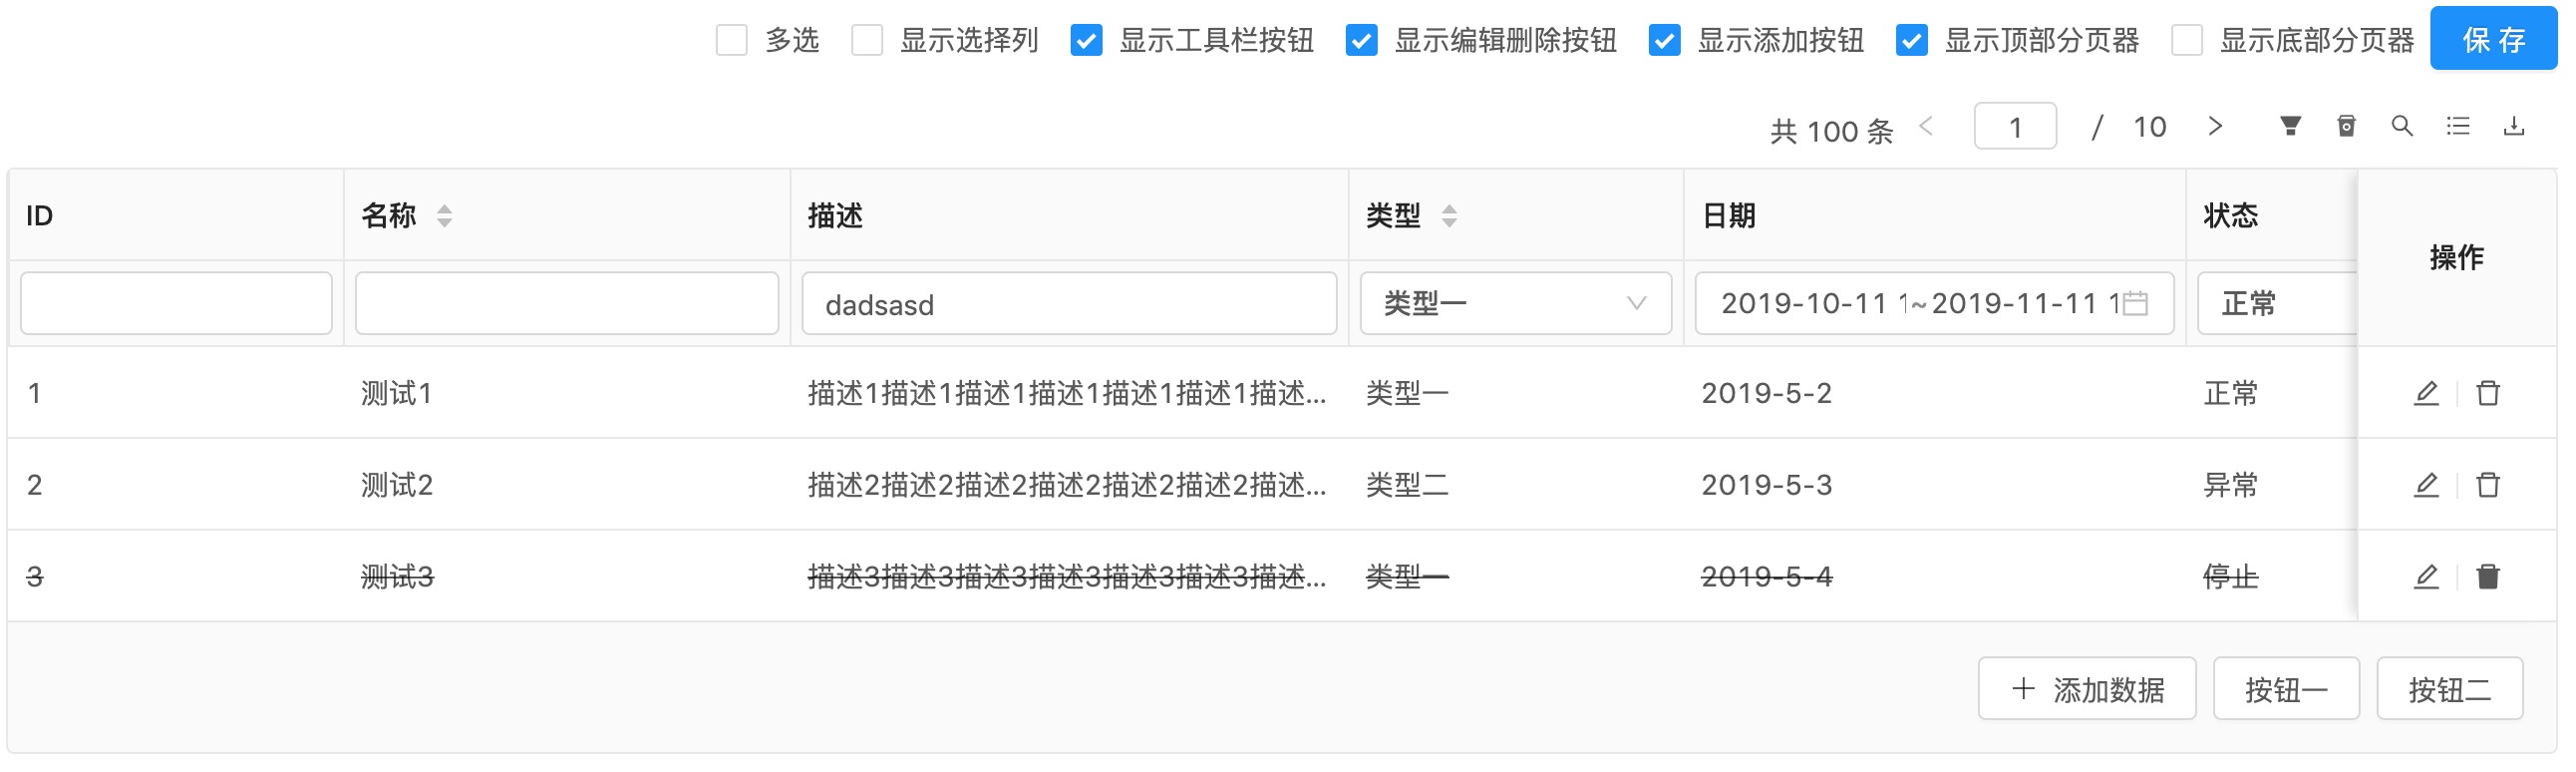 多选 显示选择列 显示工具栏按钮 显示编辑删除按钮 显示添加按钮 显示顶部分页器 显示底部分页器 保 存
共 100 条 1 / 10
ID 名称 描述 类型 日期 状态 操作
dadsasd 类型一 2019-10-11 1~2019-11-11 1 正常
1 测试1 描述1描述1描述1描述1描述1描述1描述... 类型一 2019-5-2 正常
2 测试2 描述2描述2描述2描述2描述2描述2描述... 类型二 2019-5-3 异常
3 测试3 描述3描述3描述3描述3描述3描述3描述... 类型一 2019-5-4 停止
添加数据 按钮一 按钮二